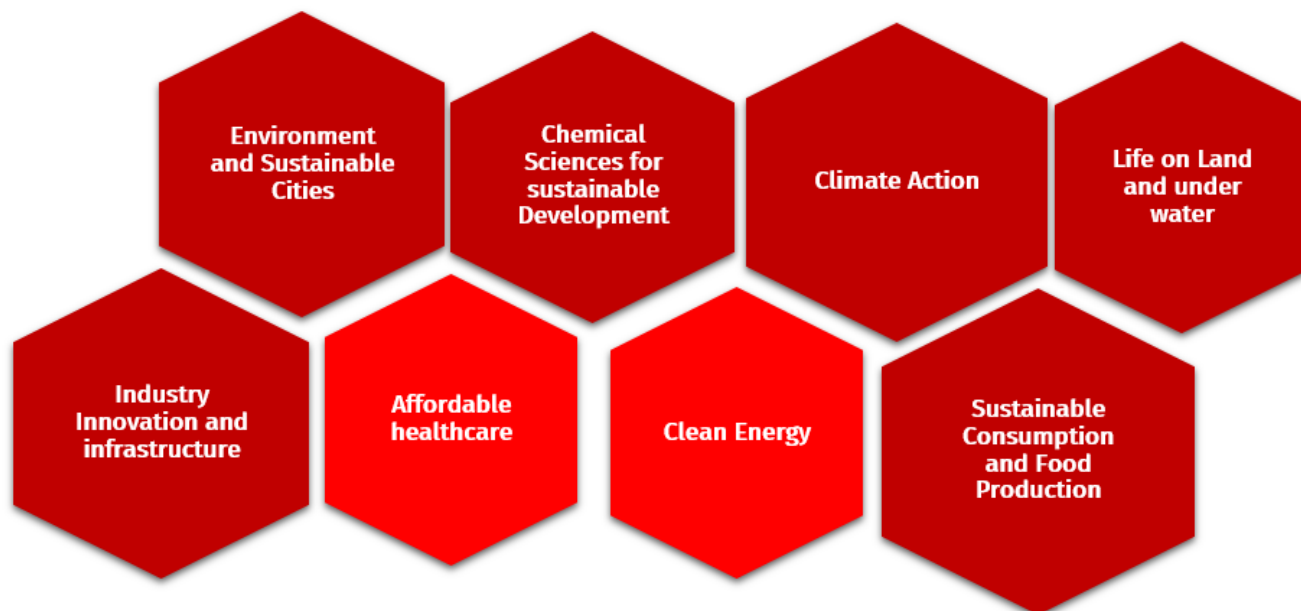 Environment
and Sustainable
Cities
Chemical
Sciences for
sustainable
Development
Climate Action
Life on Land
and under
water
Industry
Innovation and
infrastructure
Affordable
healthcare
Clean Energy
Sustainable
Consumption
and Food
Production